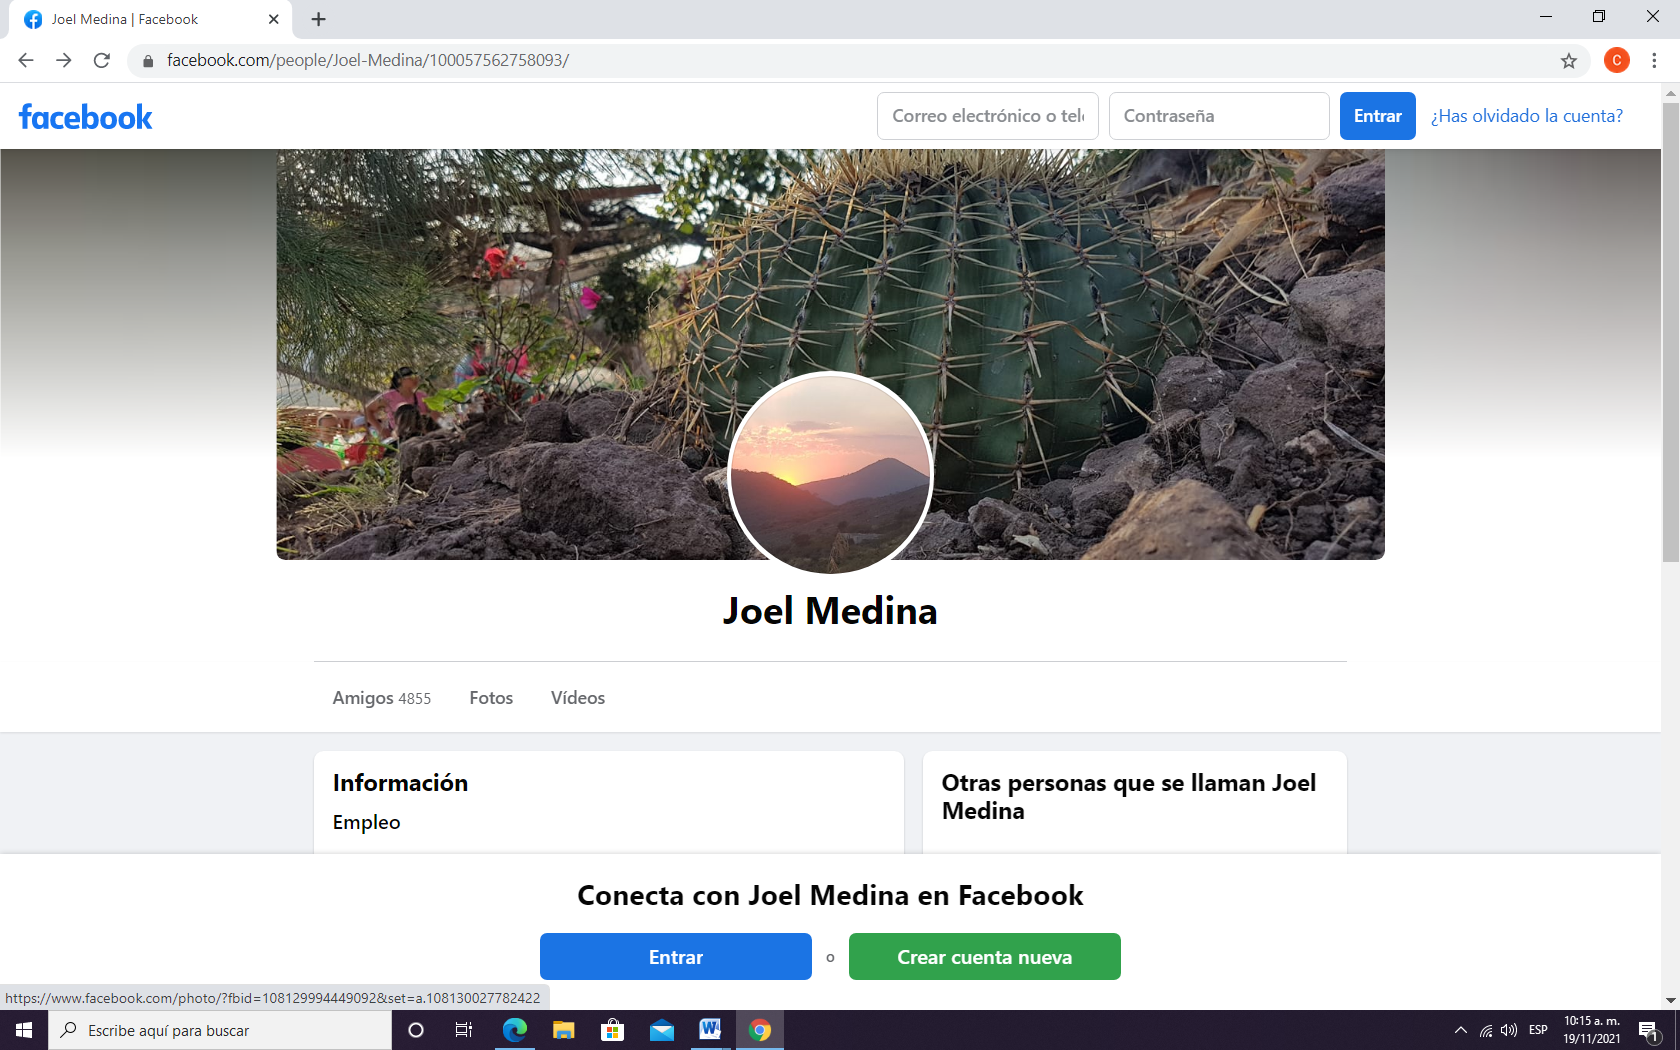 Joel Medina | Facebook
facebook.com/people/Joel-Medina/100057562758093/
C
facebook
Correo electrónico o telé
Contraseña
Entrar
¿Has olvidado la cuenta?
Joel Medina
Amigos 4855
Fotos
Vídeos
Información
Empleo
Otras personas que se llaman Joel
Medina
Conecta con Joel Medina en Facebook
Entrar
o
Crear cuenta nueva
https://www.facebook.com/photo/?fbid=108129994449092&set=a.108130027782422
Escribe aquí para buscar
ESP
10:15 a. m.
19/11/2021
1